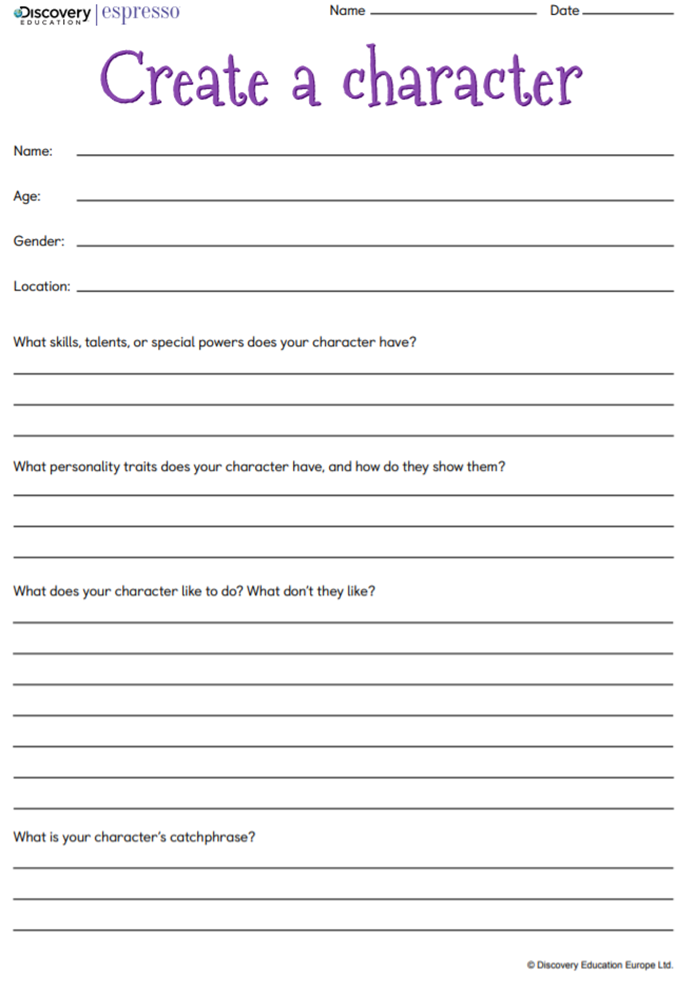 Discovery EDUCATION | espresso Name Date
Create a character
Name:
Age:
Gender:
Location:
What skills, talents, or special powers does your character have?
What personality traits does your character have, and how do they show them?
What does your character like to do? What don't they like?
What is your character's catchphrase?
© Discovery Education Europe Ltd.